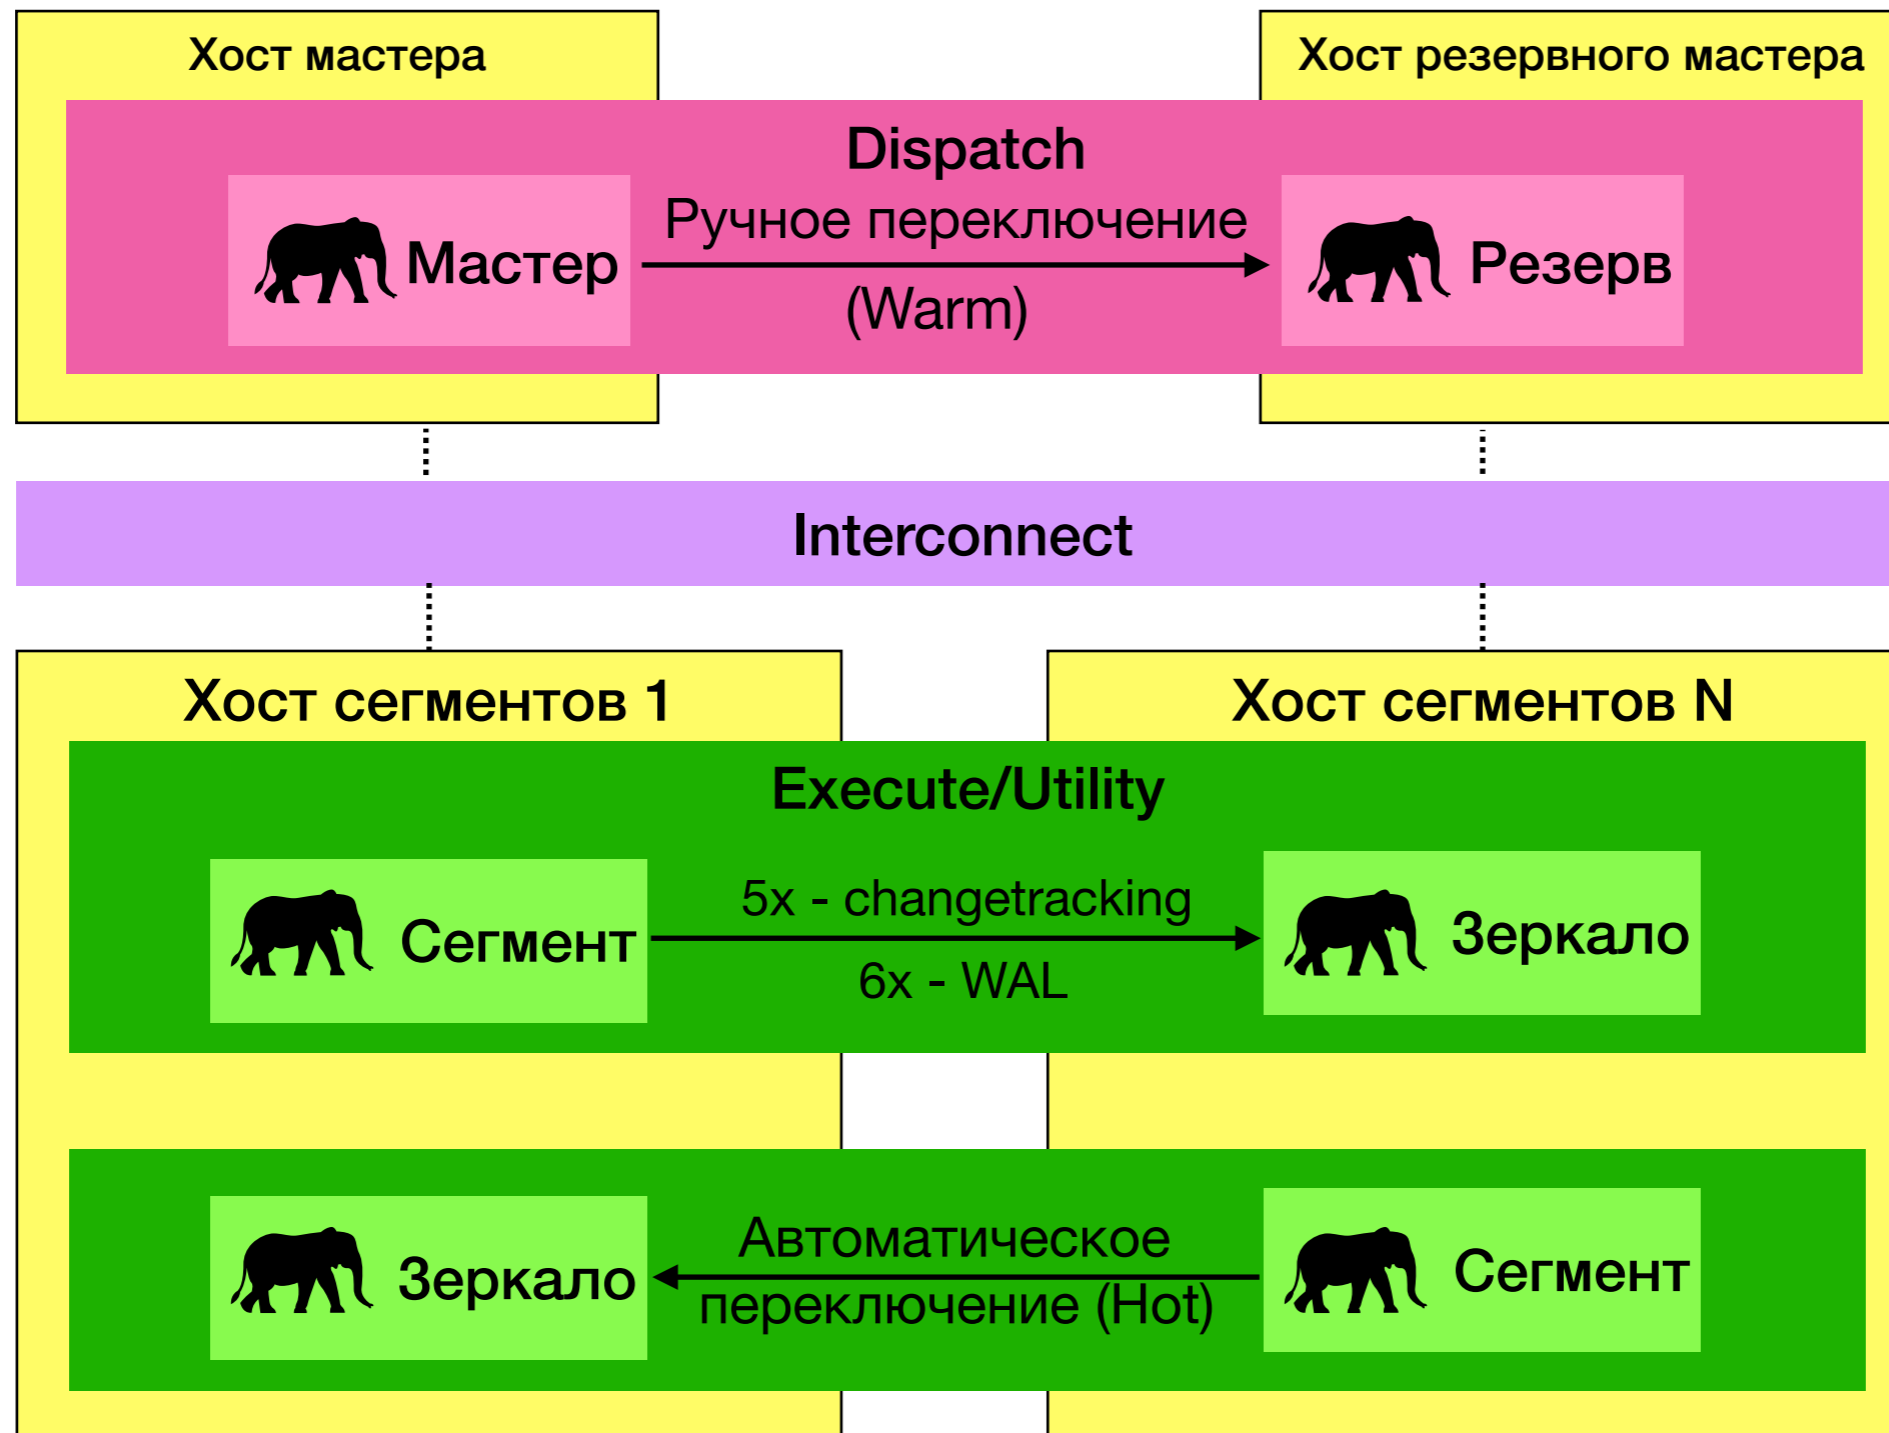 Хост мастера
Хост резервного мастера
Dispatch
Ручное переключение
Мастер
Резерв
(Warm)
Interconnect
Хост сегментов 1
Хост сегментов N
Execute/Utility
5x - changetracking
Сегмент
Зеркало
6x - WAL
Автоматическое
Зеркало
Сегмент
переключение (Hot)